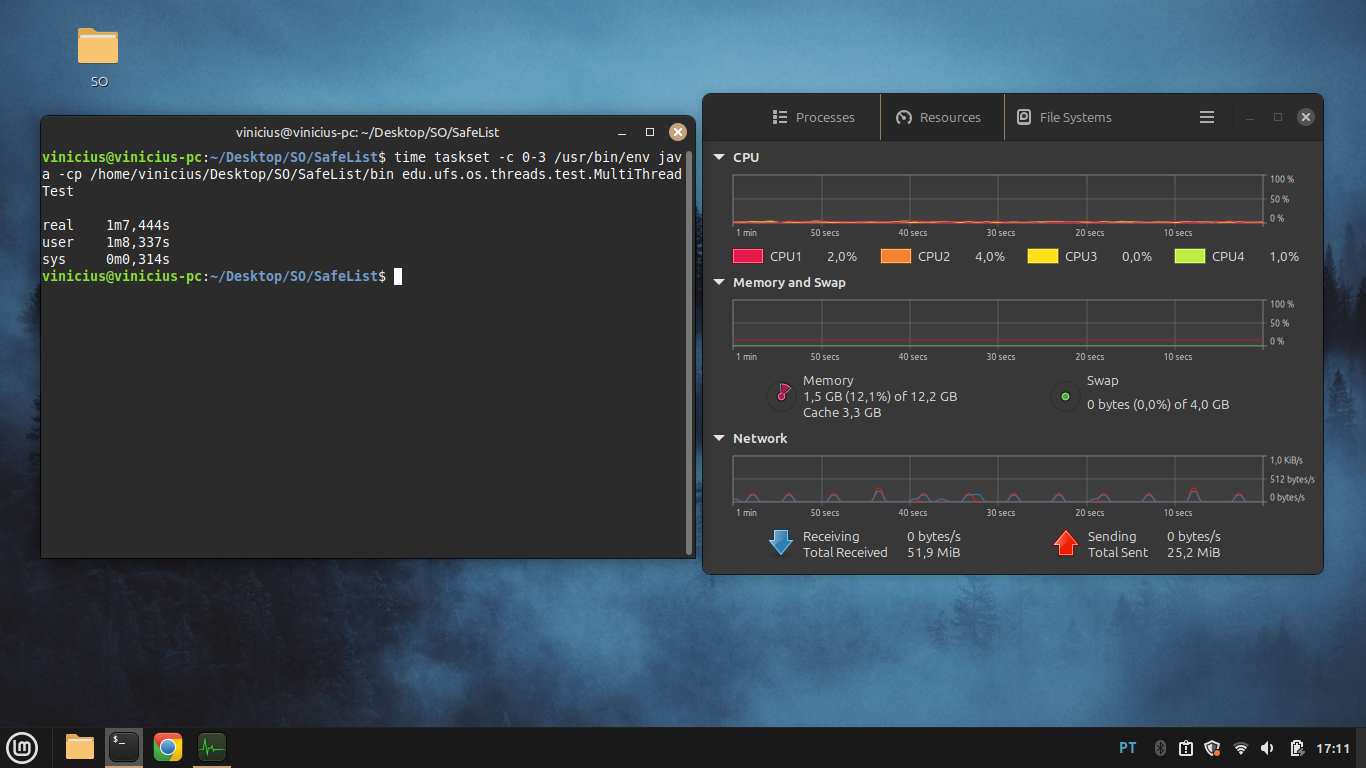 SO
vinicius@vinicius-pc: ~/Desktop/SO/SafeList
vinicius@vinicius-pc:~/Desktop/SO/SafeList$ time taskset -c 0-3 /usr/bin/env jav
a -cp /home/vinicius/Desktop/SO/SafeList/bin edu.ufs.os.threads.test.MultiThread
Test
real 1m7,444s
user 1m8,337s
sys 0m0,314s
vinicius@vinicius-pc:~/Desktop/SO/SafeList$
Processes Resources File Systems
CPU
100 %
50 %
0 %
1 min 50 secs 40 secs 30 secs 20 secs 10 secs
CPU1 2,0% CPU2 4,0% CPU3 0,0% CPU4 1,0%
Memory and Swap
100 %
50 %
0 %
1 min 50 secs 40 secs 30 secs 20 secs 10 secs
Memory
1,5 GB (12,1%) of 12,2 GB
Cache 3,3 GB
Swap
0 bytes (0,0%) of 4,0 GB
Network
1,0 KiB/s
512 bytes/s
0 bytes/s
1 min 50 secs 40 secs 30 secs 20 secs 10 secs
Receiving 0 bytes/s
Total Received 51,9 MiB
Sending 0 bytes/s
Total Sent 25,2 MiB
$_
PT
17:11